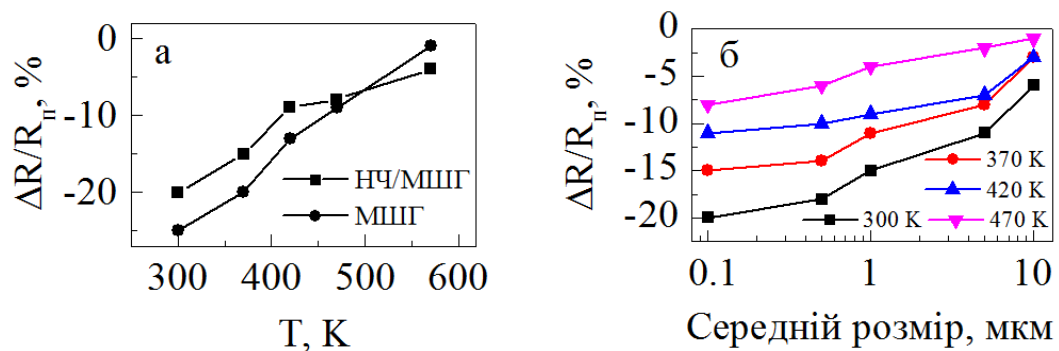 а
ΔR/Rп, %
0
-10
-20
300 400 500 600
T, K
НЧ/МШГ
МШГ
б
ΔR/Rп, %
0
-5
-10
-15
-20
0.1 1 10
Середній розмір, мкм
370 K
420 K
300 K 470 K